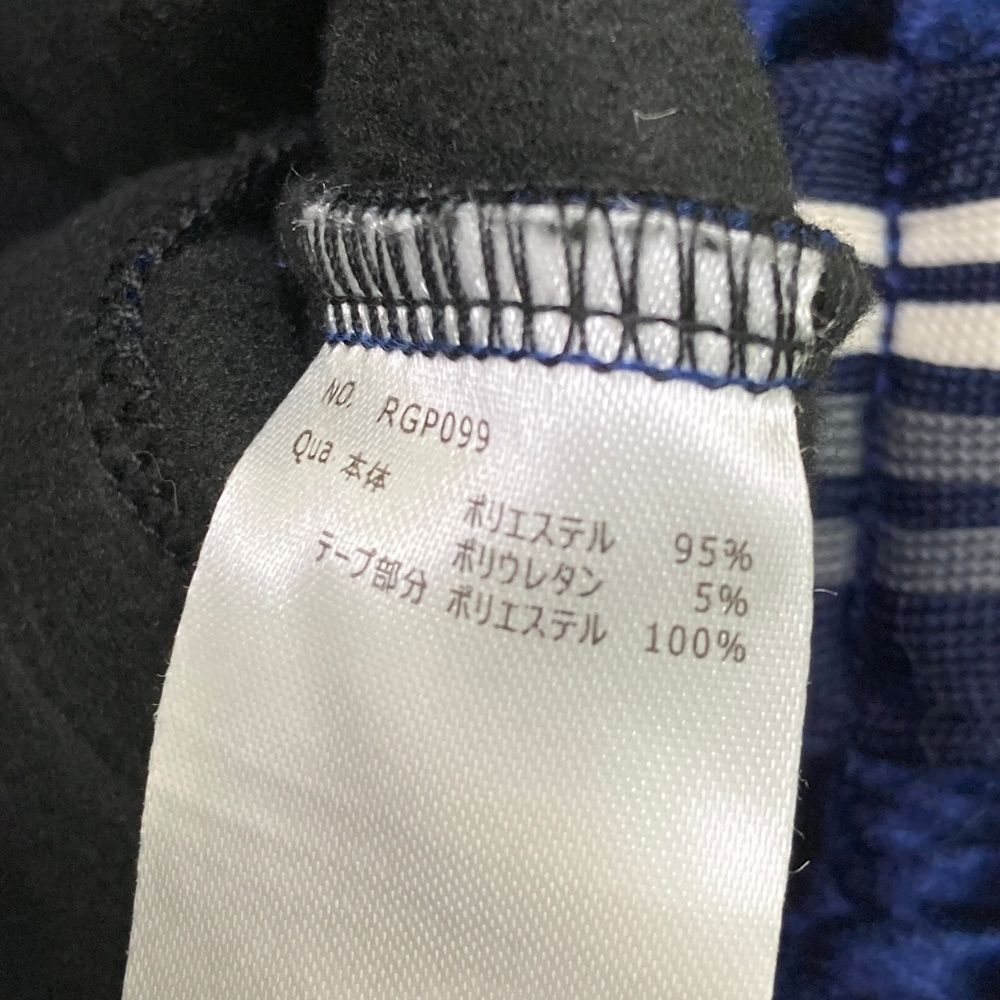 NO. RGP099
Qua 本体
ポリエステル 95%
ポリウレタン 5%
テープ部分 ポリエステル 100%